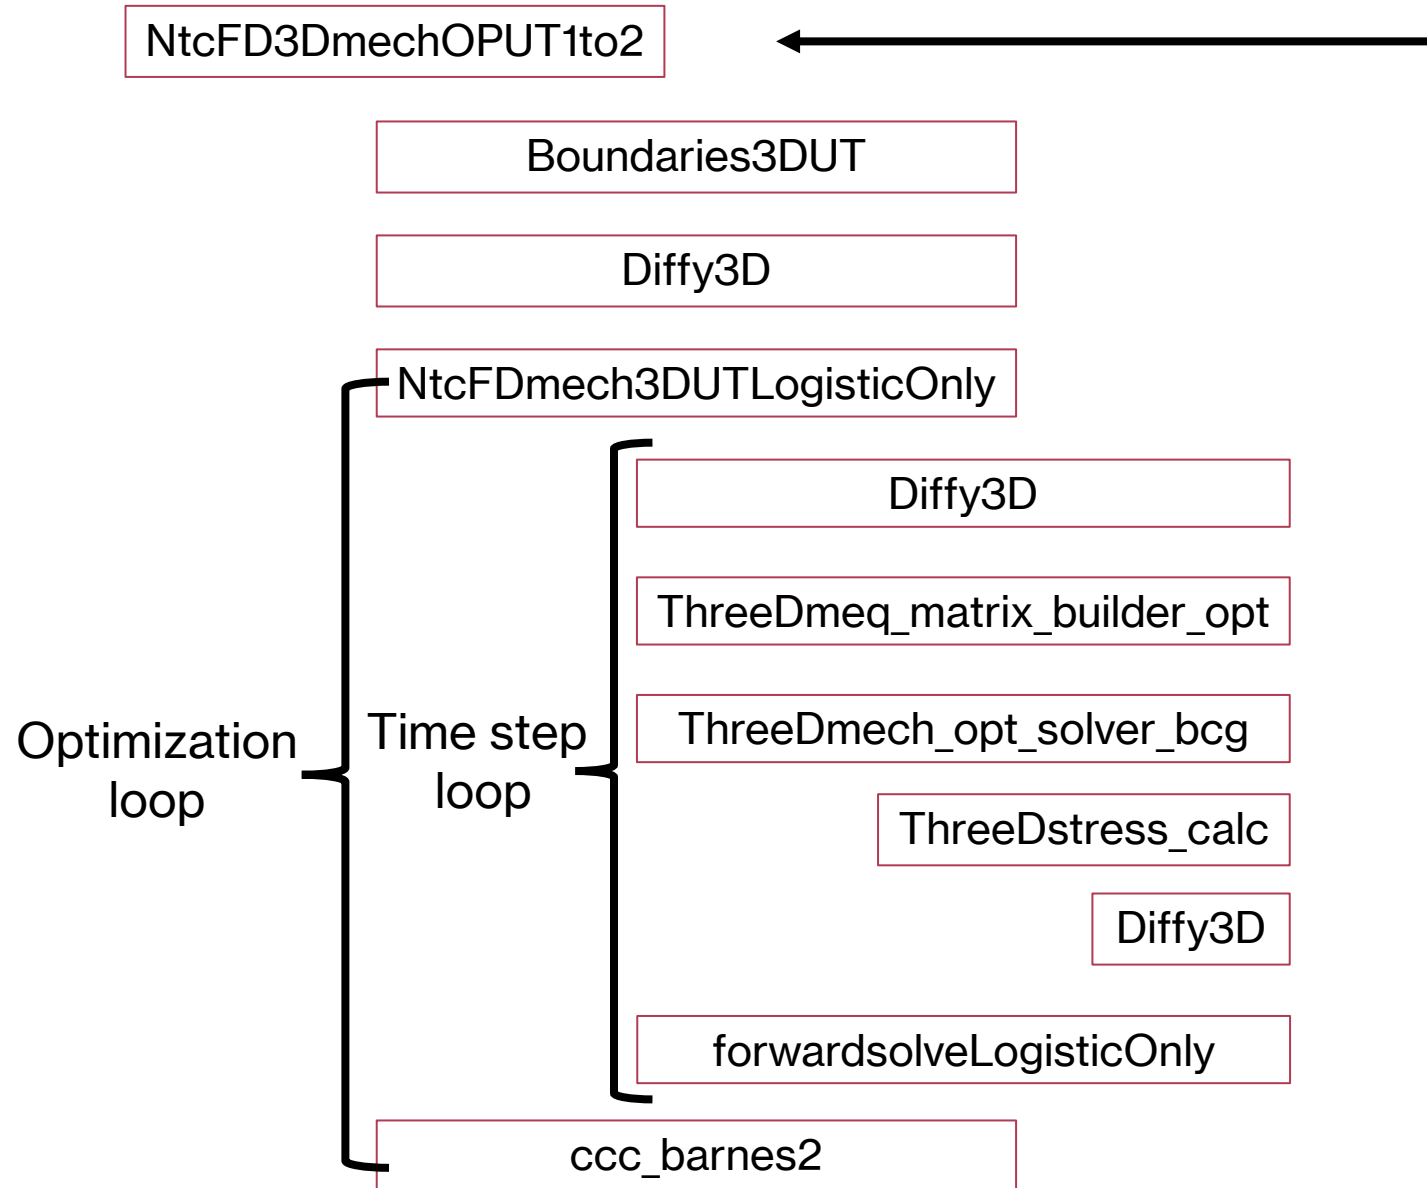 NtcFD3DmechOPUT1to2
Boundaries3DUT
Diffy3D
NtcFDmech3DUTLogisticOnly
Diffy3D
ThreeDmeq_matrix_builder_opt
Optimization
loop
Time step
loop
ThreeDmech_opt_solver_bcg
ThreeDstress_calc
Diffy3D
forwardsolveLogisticOnly
ccc_barnes2